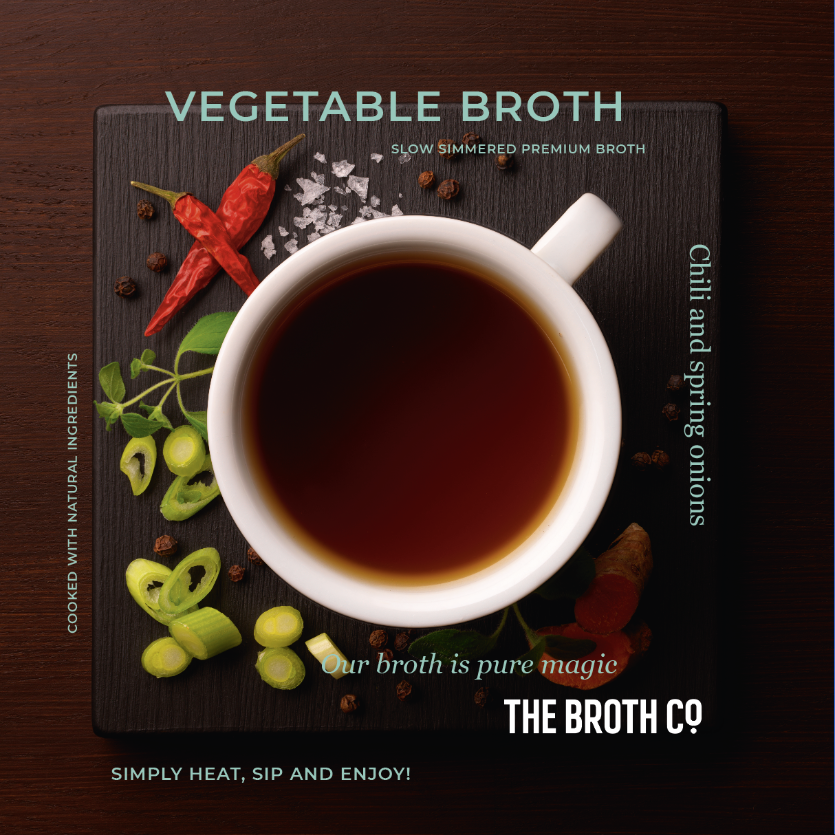 VEGETABLE BROTH
SLOW SIMMERED PREMIUM BROTH
Chili and spring onions
COOKED WITH NATURAL INGREDIENTS
Our broth is pure magic
THE BROTH CO
SIMPLY HEAT, SIP AND ENJOY!